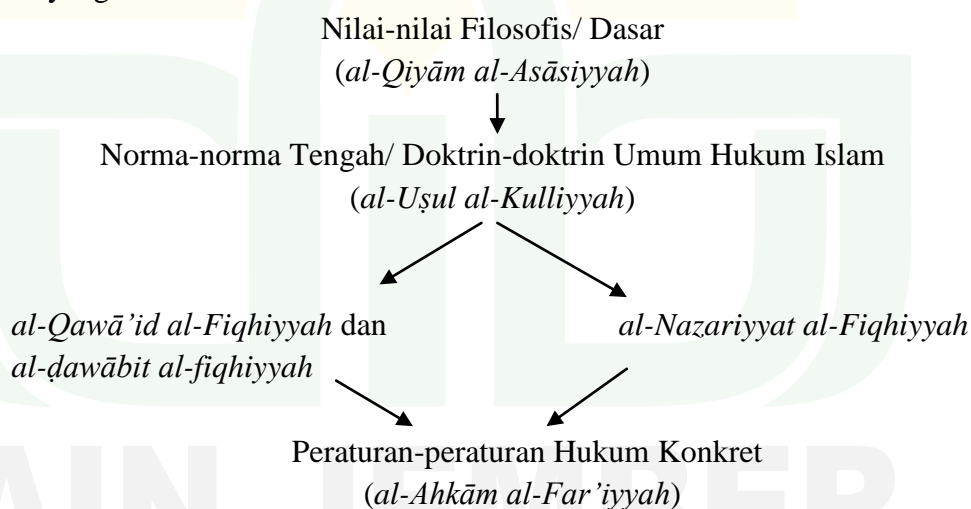 Nilai-nilai Filosofis/ Dasar
(al-Qiyām al-Asāsiyyah)
Norma-norma Tengah/ Doktrin-doktrin Umum Hukum Islam
(al-Uṣul al-Kulliyyah)
al-Qawā’id al-Fiqhiyyah dan
al-ḍawābit al-fiqhiyyah
al-Nazariyyat al-Fiqhiyyah
Peraturan-peraturan Hukum Konkret
(al-Ahkām al-Far’iyyah)